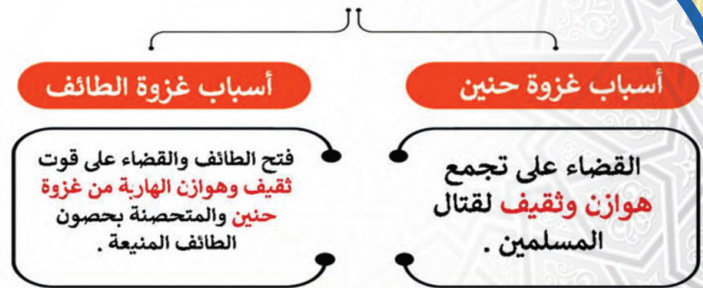 أسباب غزوة حنين
القضاء على تجمع
هوازن وثقيف لقتال
المسلمين .
أسباب غزوة الطائف
فتح الطائف والقضاء على قوت
ثقيف وهوازن الهاربة من غزوة
حنين والمتحصنة بحصون
الطائف المنيعة .